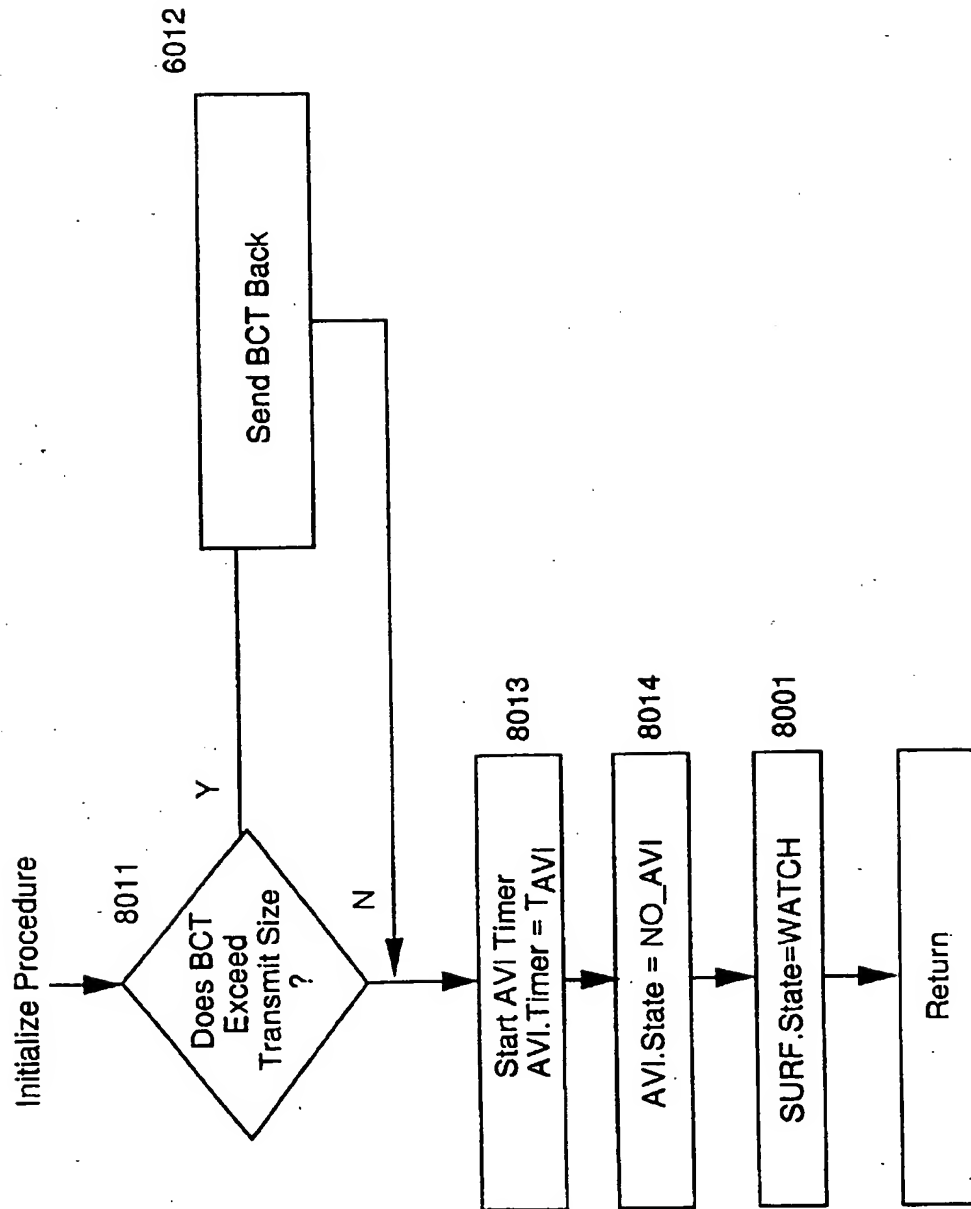 Initialize Procedure
8011
Does BCT
Exceed
Transmit Size
?
Y
N
6012
Send BCT Back
8013
Start AVI Timer
AVI.Timer = TAVI
8014
AVI.State = NO_AVI
8001
SURF.State=WATCH
Return